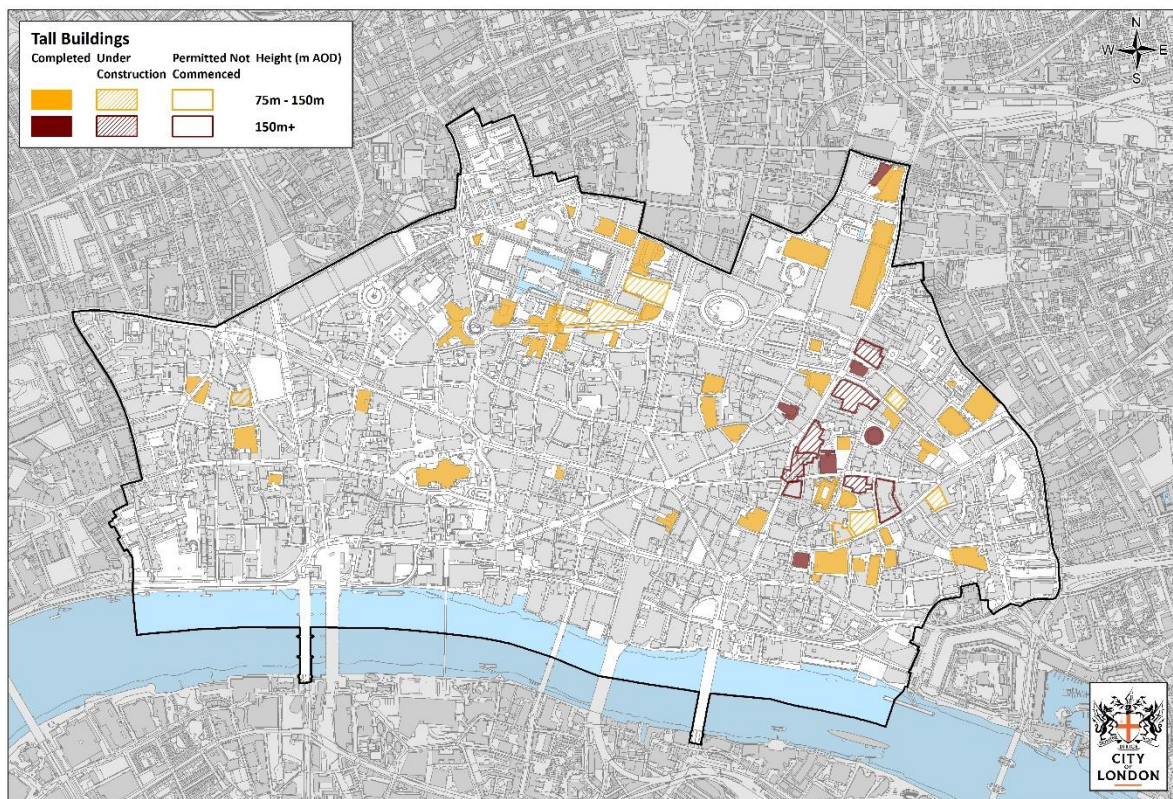 Tall Buildings
Completed Under Construction Permitted Not Commenced Height (m AOD)
75m - 150m
150m+
N
W E
S
CITY
OF
LONDON